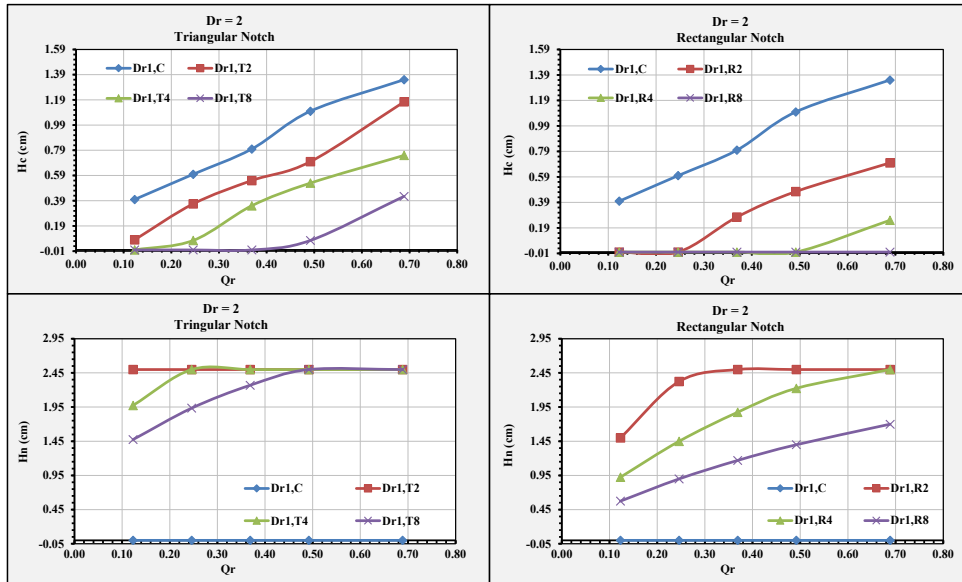 Dr = 2
Triangular Notch
1.59
1.39
1.19
0.99
0.79
0.59
0.39
0.19
-0.01
Hc (cm)
Dr1,C
Dr1,T2
Dr1,T4
Dr1,T8
0.00 0.10 0.20 0.30 0.40 0.50 0.60 0.70 0.80
Qr
Dr = 2
Rectangular Notch
1.59
1.39
1.19
0.99
0.79
0.59
0.39
0.19
-0.01
Hc (cm)
Dr1,C
Dr1,R2
Dr1,R4
Dr1,R8
0.00 0.10 0.20 0.30 0.40 0.50 0.60 0.70 0.80
Qr
Dr = 2
Tringular Notch
2.95
2.45
1.95
1.45
0.95
0.45
-0.05
Hn (cm)
Dr1,C
Dr1,T2
Dr1,T4
Dr1,T8
0.00 0.10 0.20 0.30 0.40 0.50 0.60 0.70 0.80
Qr
Dr = 2
Rectangular Notch
2.95
2.45
1.95
1.45
0.95
0.45
-0.05
Hn (cm)
Dr1,C
Dr1,R2
Dr1,R4
Dr1,R8
0.00 0.10 0.20 0.30 0.40 0.50 0.60 0.70 0.80
Qr